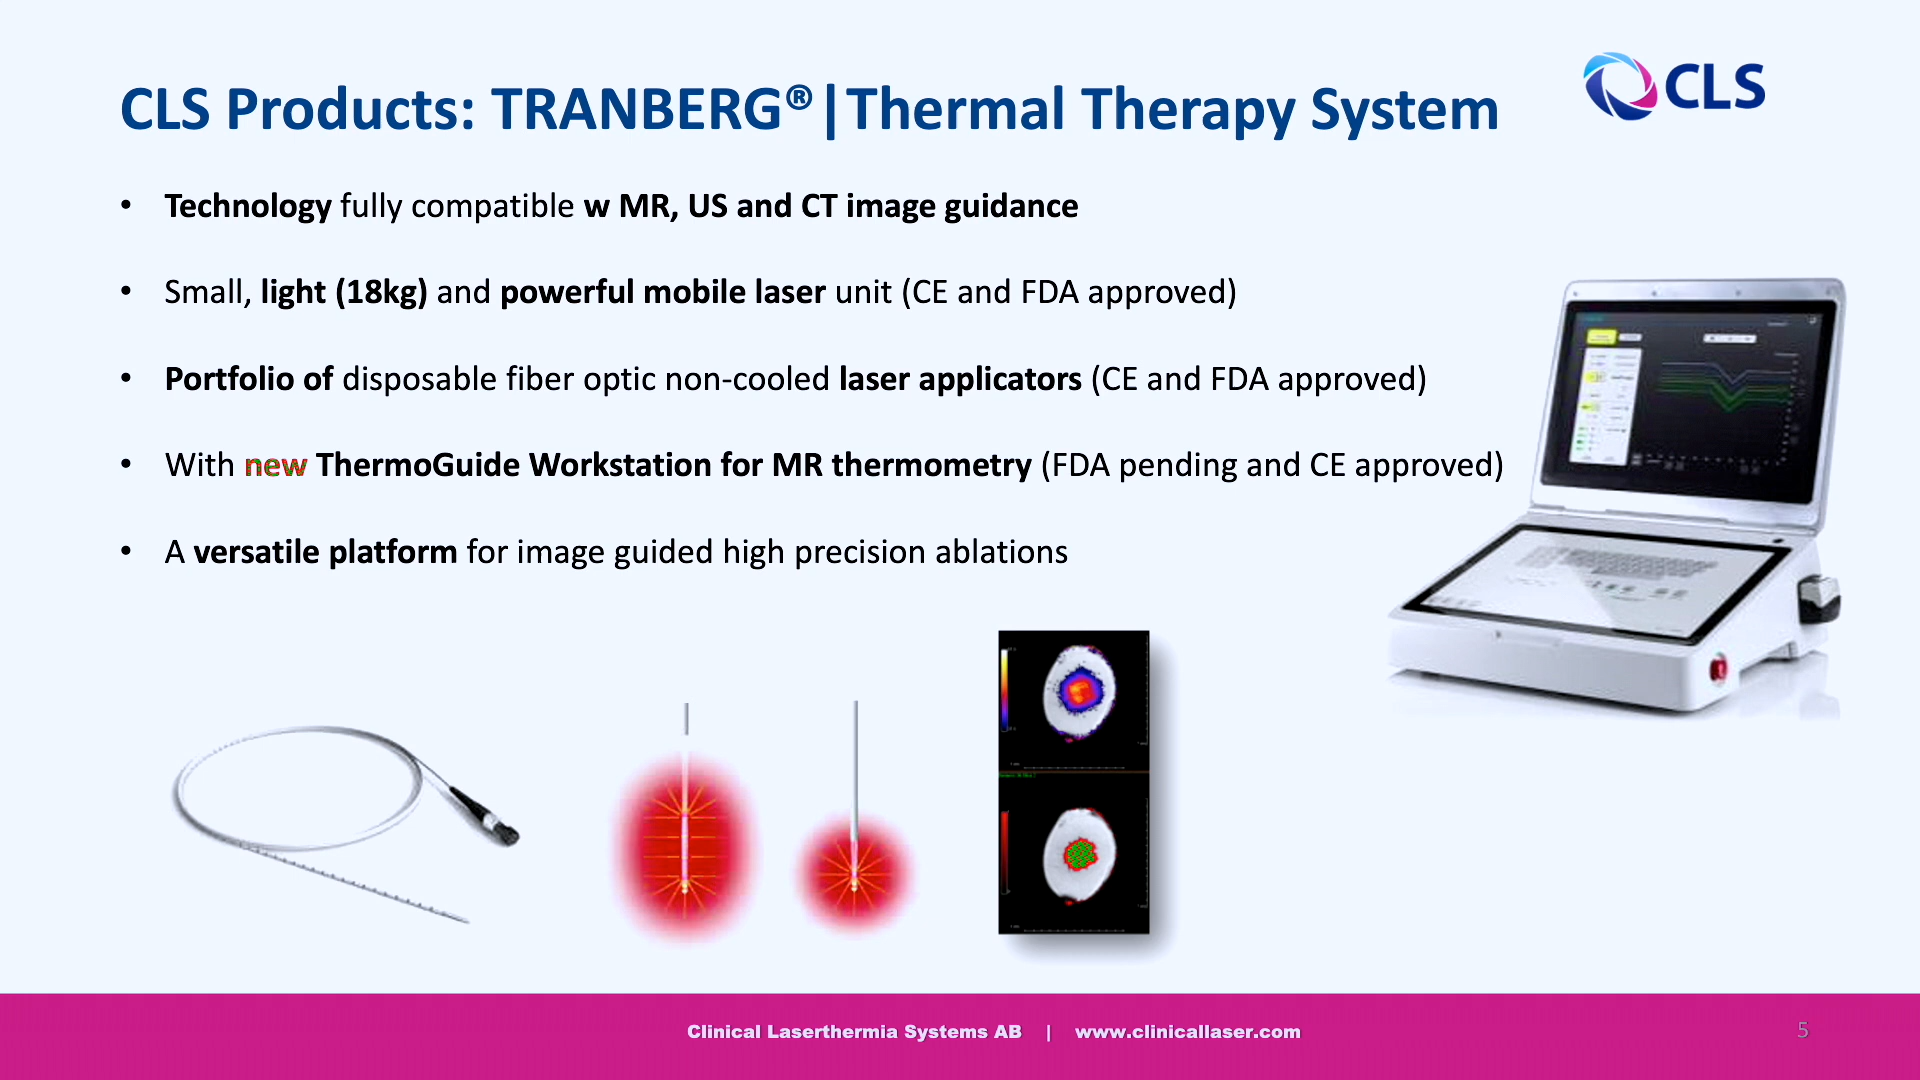 CLS Products: TRANBERG®|Thermal Therapy System
CLS
• Technology fully compatible w MR, US and CT image guidance
• Small, light (18kg) and powerful mobile laser unit (CE and FDA approved)
• Portfolio of disposable fiber optic non-cooled laser applicators (CE and FDA approved)
• With new ThermoGuide Workstation for MR thermometry (FDA pending and CE approved)
• A versatile platform for image guided high precision ablations
Clinical Laserthermia Systems AB | www.clinicallaser.com
5